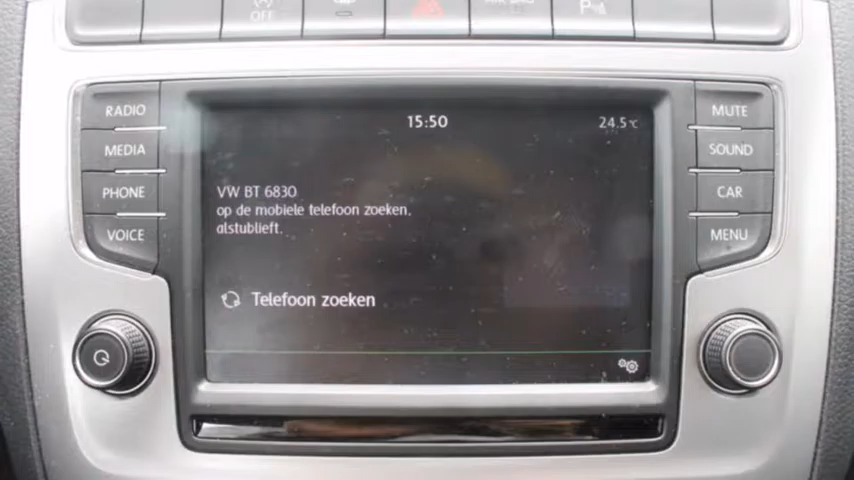 OFF
P
RADIO
MEDIA
PHONE
VOICE
15:50
24.5°C
VW BT 6830
op de mobiele telefoon zoeken,
alstublieft.
Telefoon zoeken
MUTE
SOUND
CAR
MENU